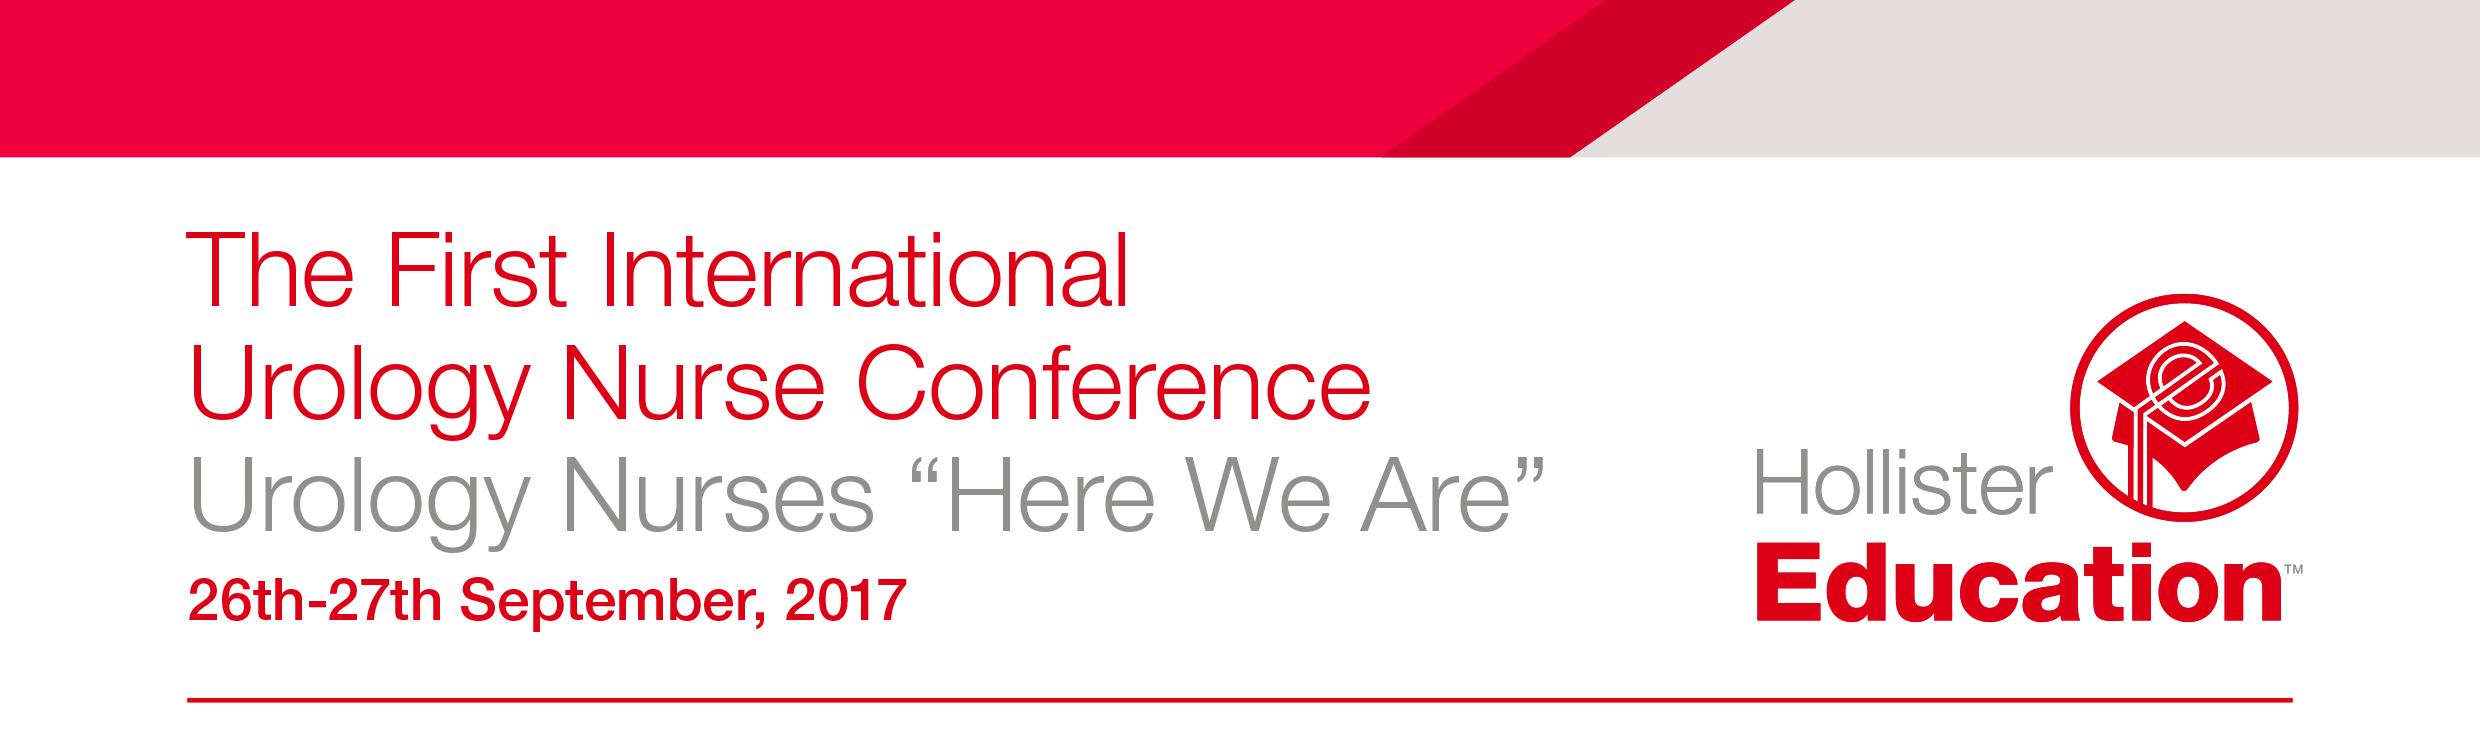 The First International
Urology Nurse Conference
Urology Nurses “Here We Are”
26th-27th September, 2017
Hollister
Education™